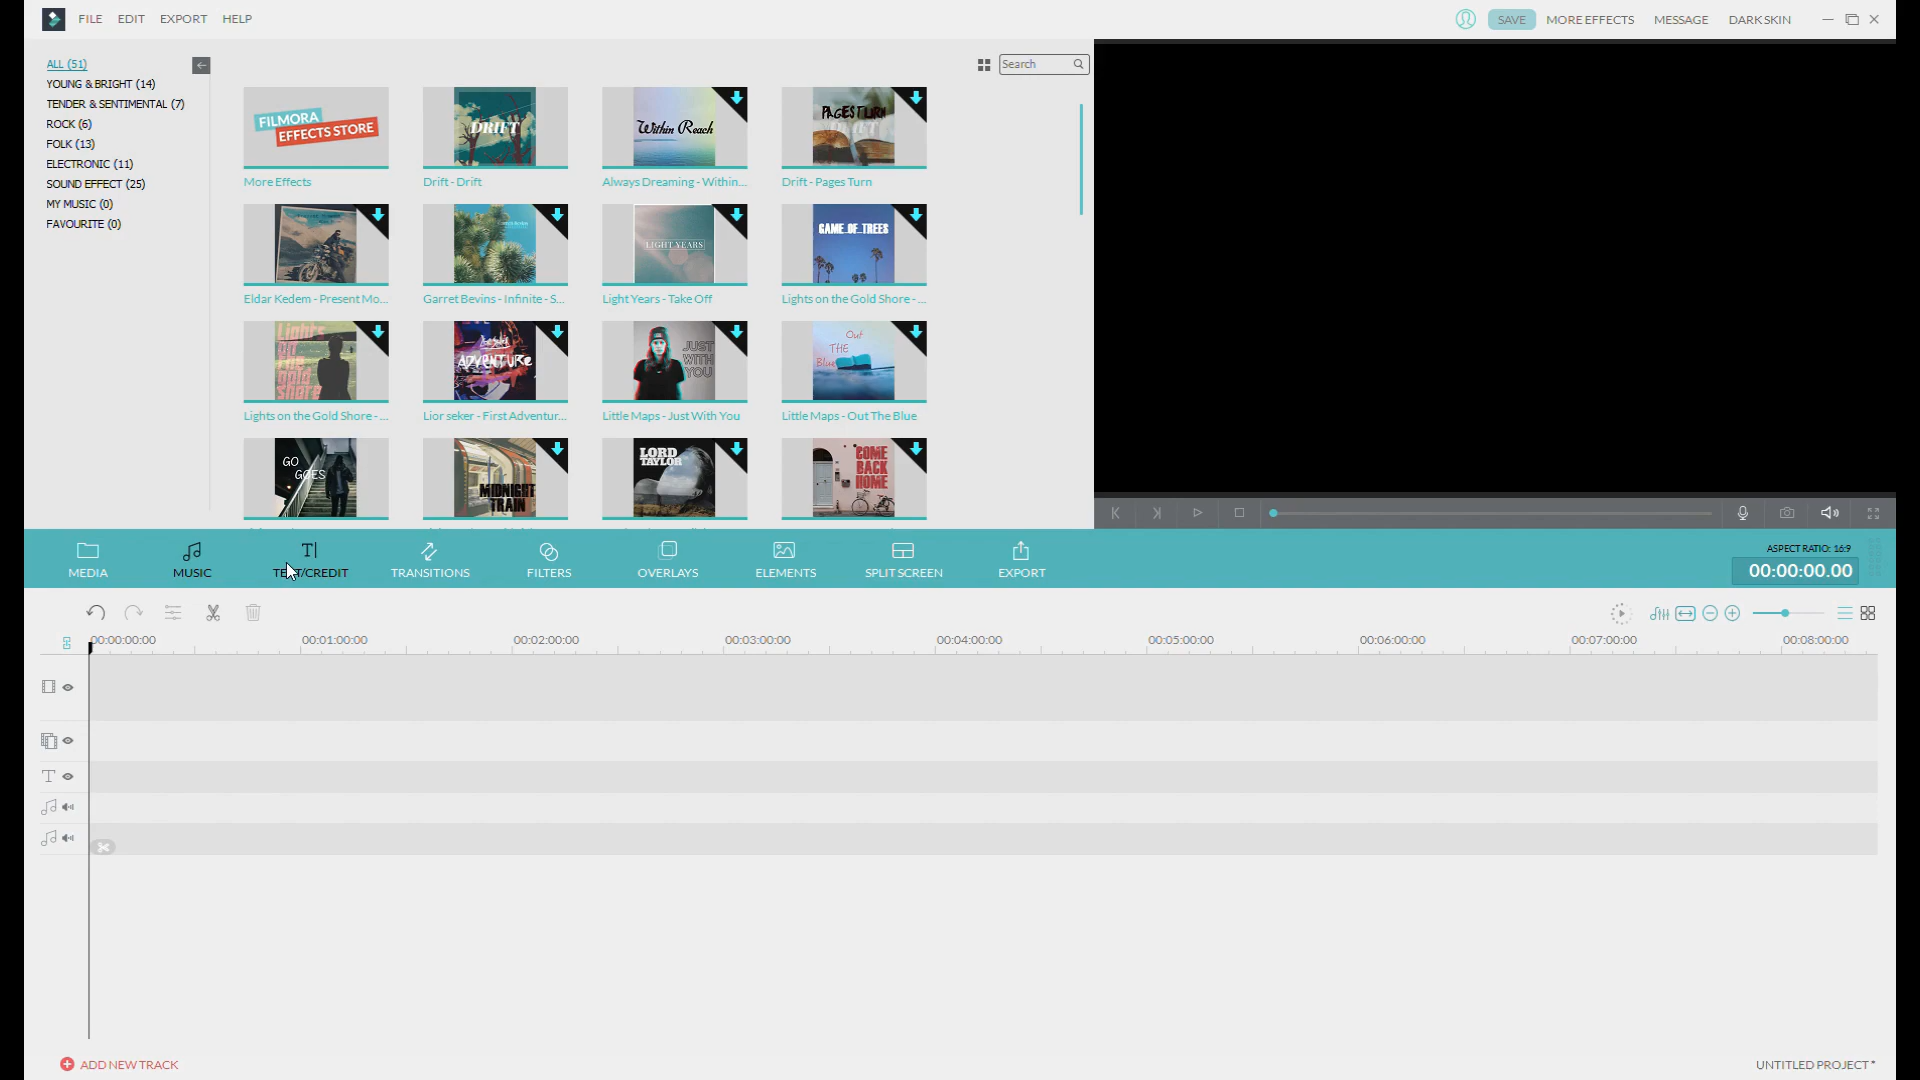 FILE EDIT EXPORT HELP
SAVE MORE EFFECTS MESSAGE DARK SKIN
ALL (51)
YOUNG & BRIGHT (14)
TENDER & SENTIMENTAL (7)
ROCK (6)
FOLK (13)
ELECTRONIC (11)
SOUND EFFECT (25)
MY MUSIC (0)
FAVOURITE (0)
Search
FILMORA
EFFECTS STORE
DRIFT
Within Reach
PAGES TURN
More Effects
Drift - Drift
Always Dreaming - Within...
Drift - Pages Turn
LIGHT YEARS
GAME OF TREES
Eldar Kedem - Present Mo...
Garret Bevins - Infinite - S...
Light Years - Take Off
Lights on the Gold Shore - ...
Lights
on
the
gold
shore
ADVENTURE
JUST
WITH
YOU
Out
THE
Blue
Lights on the Gold Shore - ...
Lior seker - First Adventur...
Little Maps - Just With You
Little Maps - Out The Blue
GO
GOES
MIDNIGHT
TRAIN
LORD
TAYLOR
COME
BACK
HOME
MEDIA
MUSIC
TEXT/CREDIT
TRANSITIONS
FILTERS
OVERLAYS
ELEMENTS
SPLIT SCREEN
EXPORT
ASPECT RATIO: 16:9
00:00:00.00
00:00:00:00 00:01:00:00 00:02:00:00 00:03:00:00 00:04:00:00 00:05:00:00 00:06:00:00 00:07:00:00 00:08:00:00
ADD NEW TRACK
UNTITLED PROJECT *